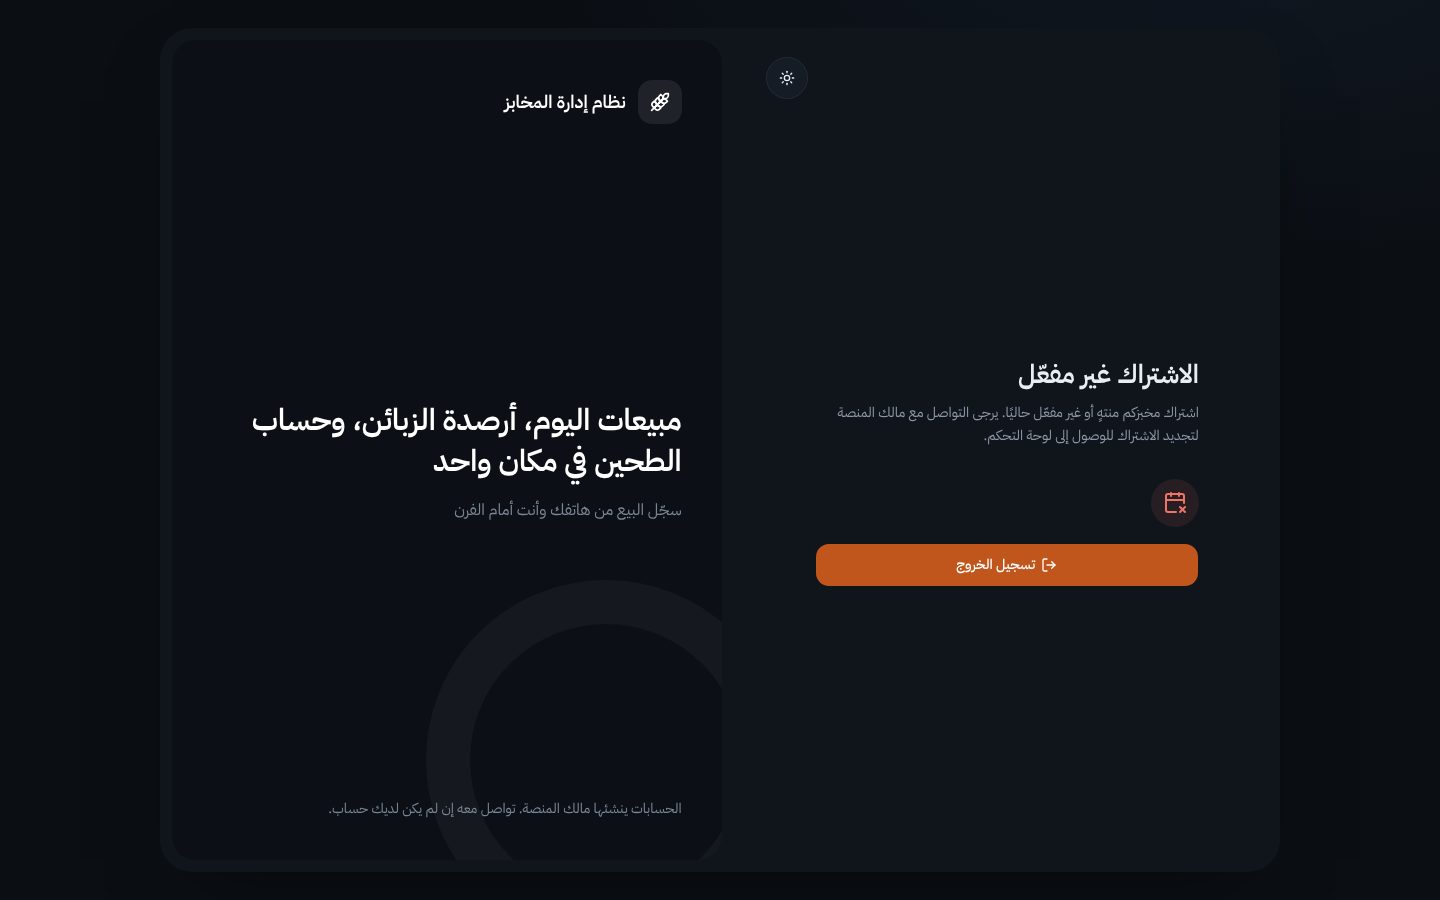 الاشتراك غير مفعّل
اشتراك مخبزكم منتهٍ أو غير مفعّل حاليًا. يرجى التواصل مع مالك المنصة
لتجديد الاشتراك للوصول إلى لوحة التحكم.
تسجيل الخروج
نظام إدارة المخابز
مبيعات اليوم، أرصدة الزبائن، وحساب
الطحين في مكان واحد
سجّل البيع من هاتفك وأنت أمام الفرن
الحسابات ينشئها مالك المنصة. تواصل معه إن لم يكن لديك حساب.